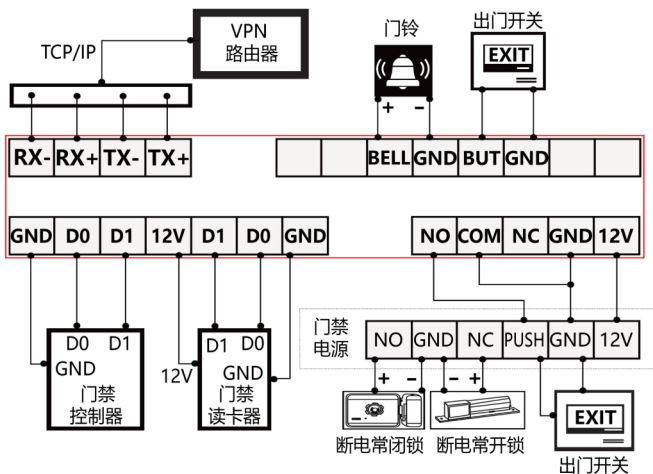 VPN
路由器
TCP/IP
门铃
出门开关
EXIT
+ -
RX- RX+ TX- TX+
BELL GND BUT GND
GND D0 D1 12V D1 D0 GND
NO COM NC GND 12V
门禁
电源
NO GND NC PUSH GND 12V
D0 D1
GND
门禁
控制器
D1 D0
12V
GND
门禁
读卡器
+ - - +
EXIT
断电常闭锁
断电常开锁
出门开关